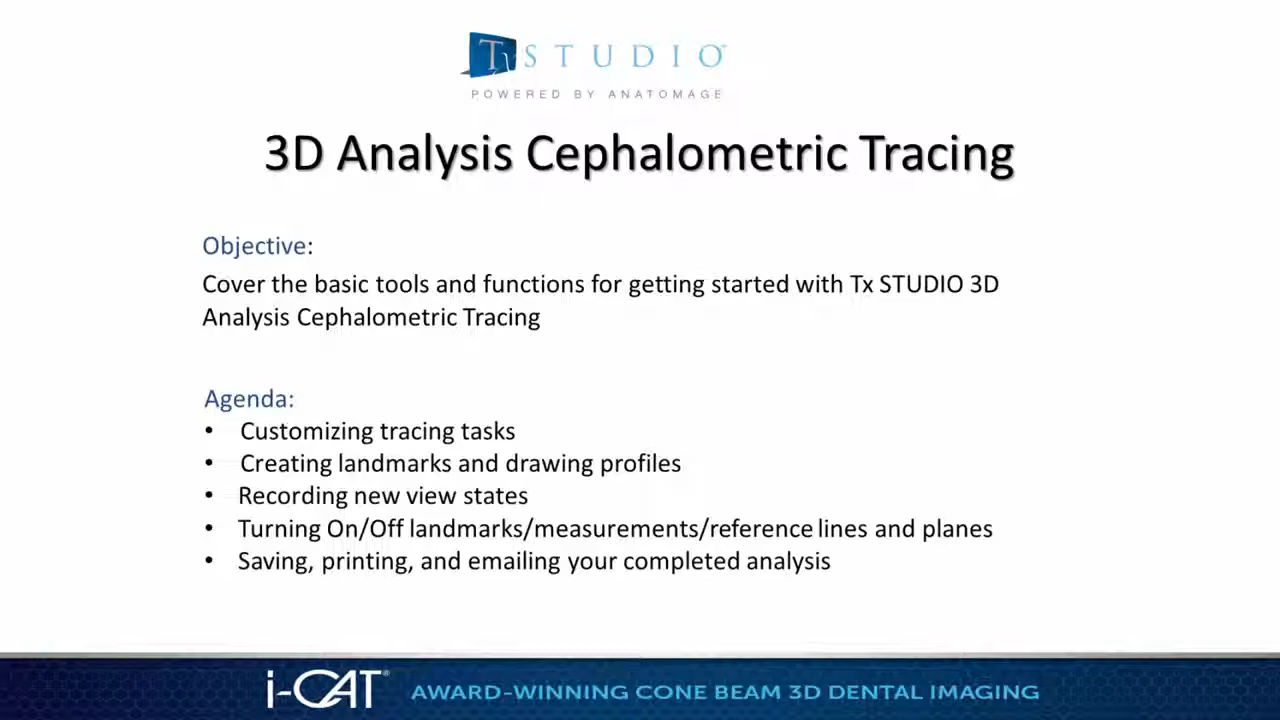 Tx STUDIO™
POWERED BY ANATOMAGE
3D Analysis Cephalometric Tracing
Objective:
Cover the basic tools and functions for getting started with Tx STUDIO 3D
Analysis Cephalometric Tracing
Agenda:
• Customizing tracing tasks
• Creating landmarks and drawing profiles
• Recording new view states
• Turning On/Off landmarks/measurements/reference lines and planes
• Saving, printing, and emailing your completed analysis
i-CAT® AWARD-WINNING CONE BEAM 3D DENTAL IMAGING